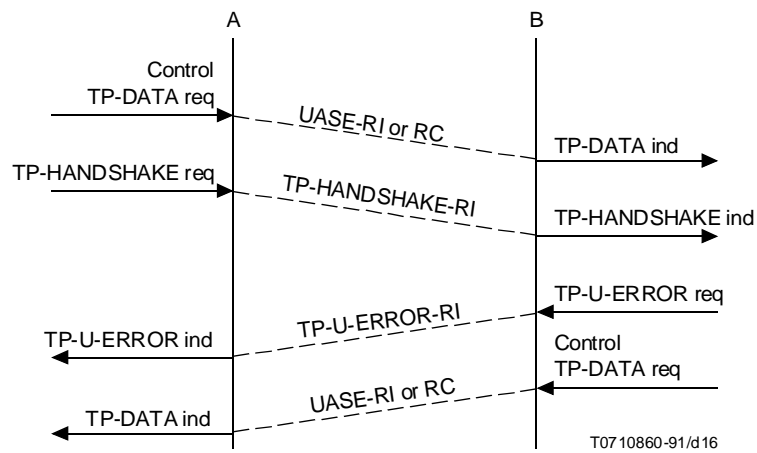 A
B
Control
TP-DATA req
UASE-RI or RC
TP-DATA ind
TP-HANDSHAKE req
TP-HANDSHAKE-RI
TP-HANDSHAKE ind
TP-U-ERROR req
TP-U-ERROR-RI
TP-U-ERROR ind
Control
TP-DATA req
UASE-RI or RC
TP-DATA ind
T0710860-91/d16